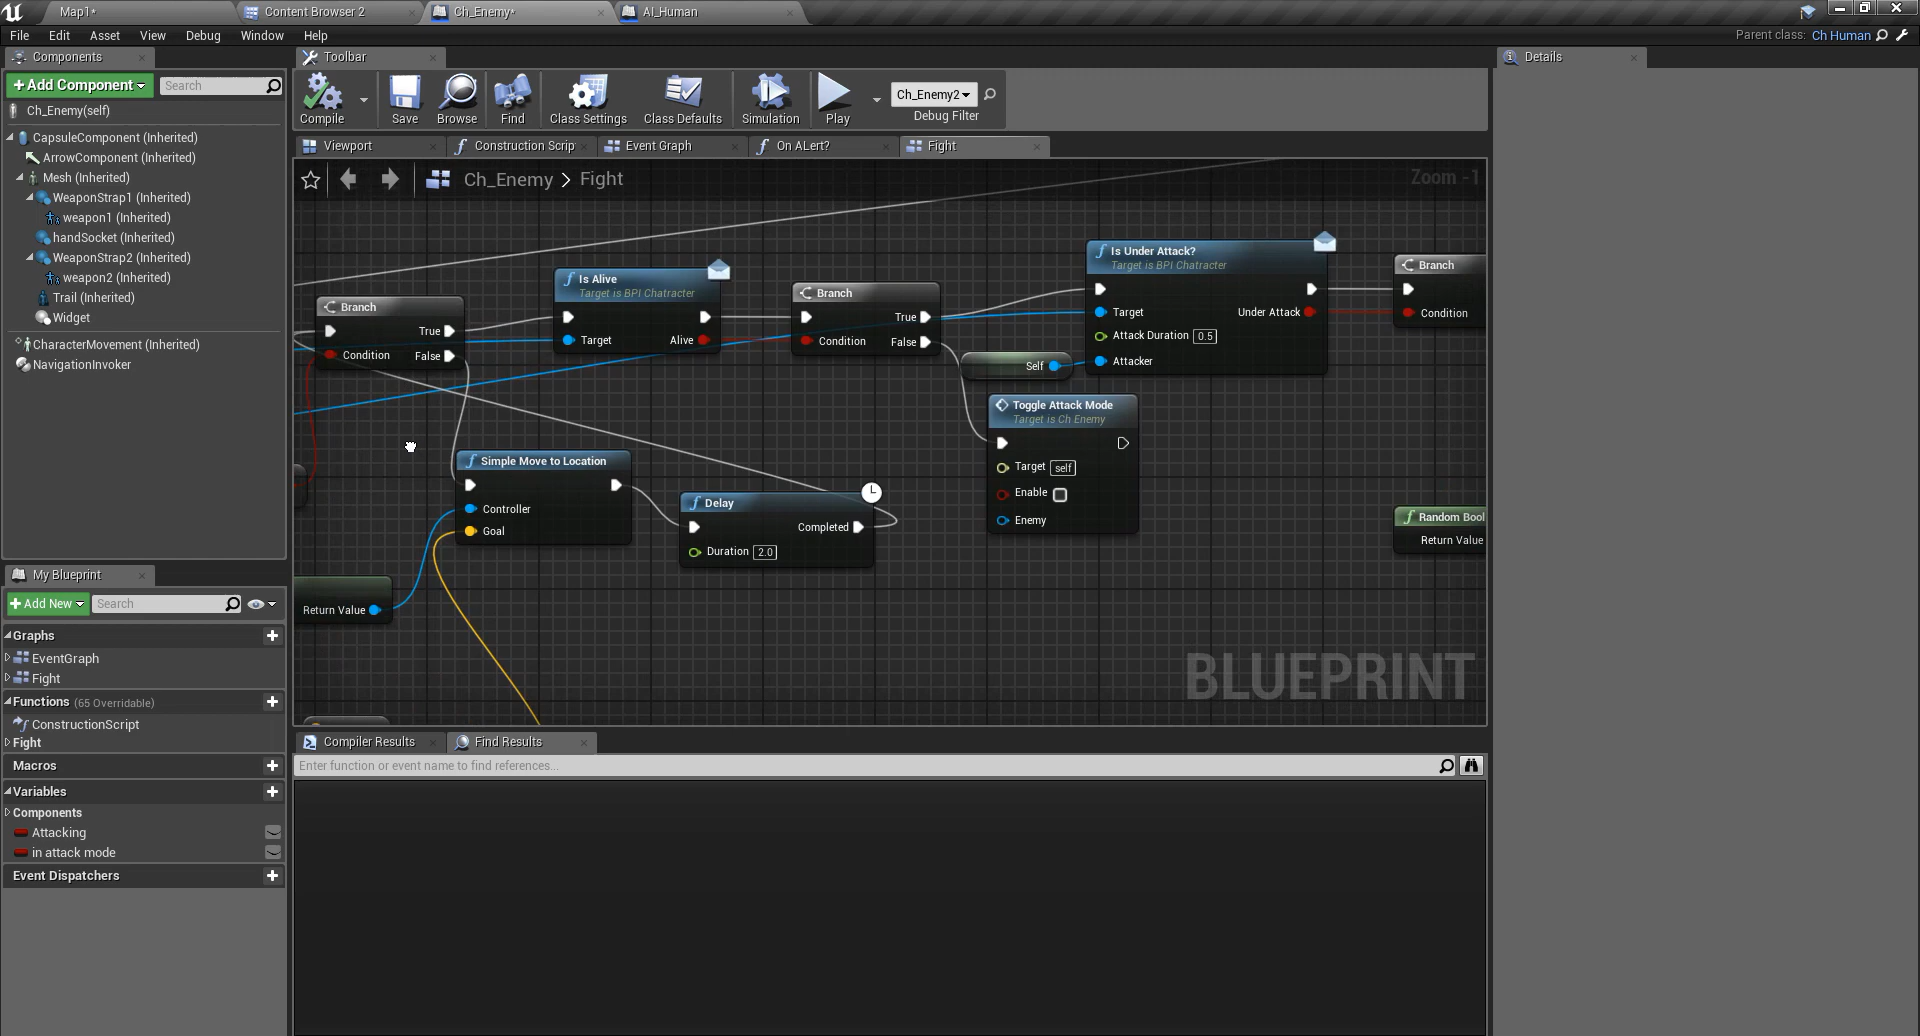 Map1*
Content Browser 2
Ch_Enemy*
AI_Human
File
Edit
Asset
View
Debug
Window
Help
Parent class:
Ch Human
Components
Add Component
Search
Ch_Enemy(self)
CapsuleComponent (Inherited)
ArrowComponent (Inherited)
Mesh (Inherited)
WeaponStrap1 (Inherited)
weapon1 (Inherited)
handSocket (Inherited)
WeaponStrap2 (Inherited)
weapon2 (Inherited)
Trail (Inherited)
Widget
CharacterMovement (Inherited)
NavigationInvoker
My Blueprint
Add New
Search
Graphs
EventGraph
Fight
Functions (65 Overridable)
ConstructionScript
Fight
Macros
Variables
Components
Attacking
in attack mode
Event Dispatchers
Toolbar
Compile
Save
Browse
Find
Class Settings
Class Defaults
Simulation
Play
Ch_Enemy2
Debug Filter
Viewport
Construction Scrip
Event Graph
On ALert?
Fight
Ch_Enemy > Fight
Zoom -1
Branch
True
Condition
False
Is Alive
Target is BPI Chatracter
Target
Alive
Branch
True
Condition
False
Is Under Attack?
Target is BPI Chatracter
Target
Under Attack
Attack Duration 0.5
Attacker
Branch
Condition
Self
Toggle Attack Mode
Target is Ch Enemy
Target self
Enable
Enemy
Simple Move to Location
Controller
Goal
Delay
Completed
Duration 2.0
Return Value
Random Bool
Return Value
BLUEPRINT
Compiler Results
Find Results
Enter function or event name to find references...
Details